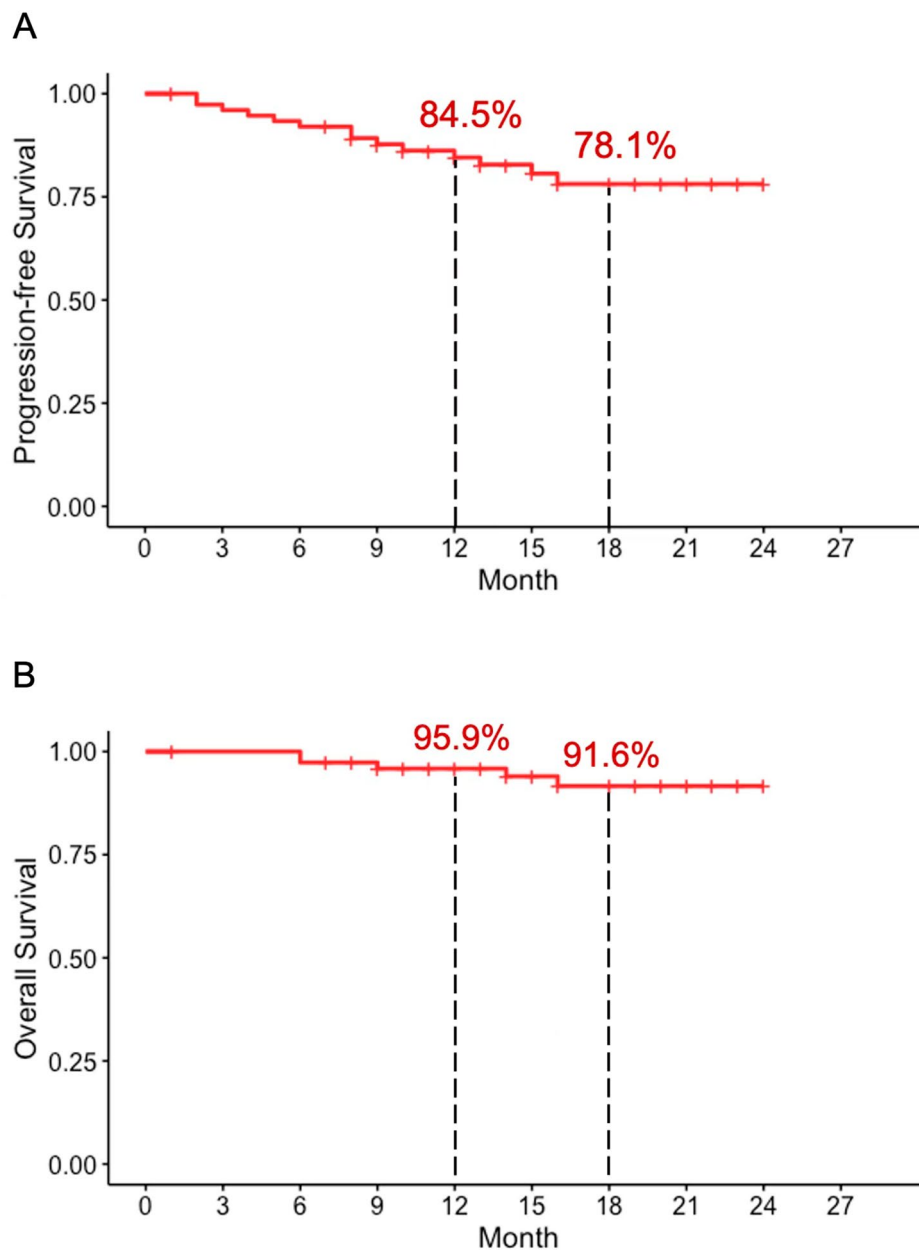 A
1.00
0.75
0.50
0.25
0.00
Progression-free Survival
84.5%
78.1%
0 3 6 9 12 15 18 21 24 27
Month
B
1.00
0.75
0.50
0.25
0.00
Overall Survival
95.9%
91.6%
0 3 6 9 12 15 18 21 24 27
Month